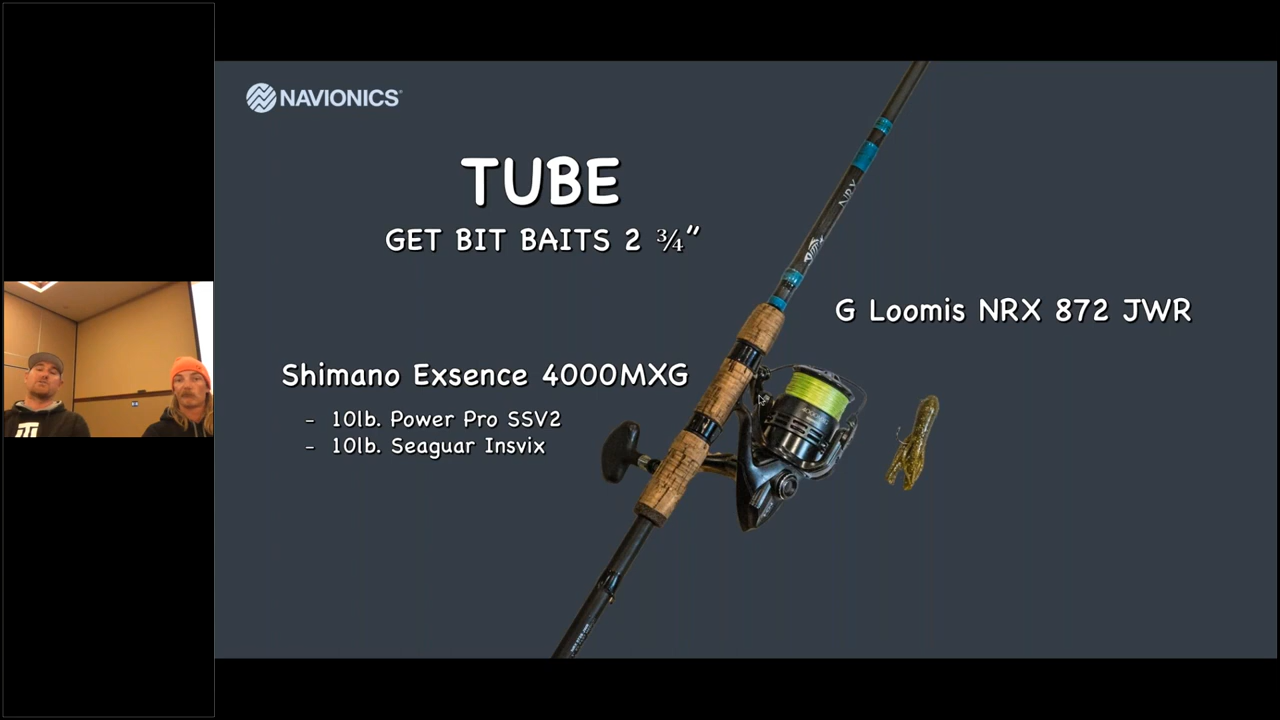 NAVIONICS
TUBE
GET BIT BAITS 2 ¾"
G Loomis NRX 872 JWR
Shimano Exsence 4000MXG
- 10lb. Power Pro SSV2
- 10lb. Seaguar Insvix
NRX